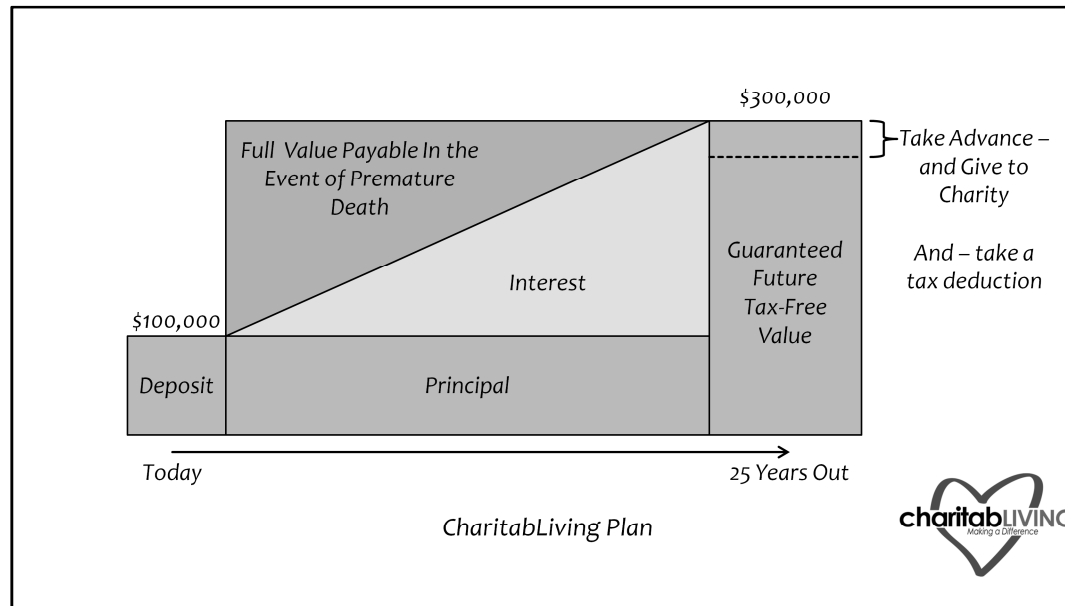 $300,000
Full Value Payable In the
Event of Premature
Death
Take Advance –
and Give to
Charity
And – take a
tax deduction
Guaranteed
Future
Tax-Free
Value
Interest
$100,000
Deposit
Principal
Today
25 Years Out
CharitabLiving Plan
charitabLIVING
Making a Difference